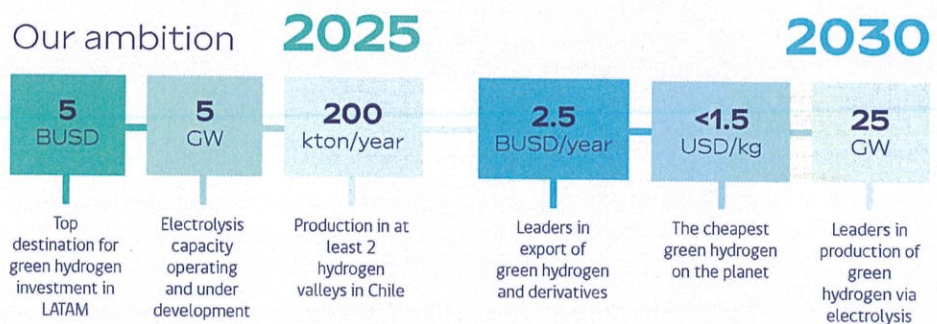 Our ambition 2025
2030
5
BUSD
5
GW
200
kton/year
2.5
BUSD/year
<1.5
USD/kg
25
GW
Top
destination for
green hydrogen
investment in
LATAM
Electrolysis
capacity
operating
and under
development
Production in at
least 2
hydrogen
valleys in Chile
Leaders in
export of
green hydrogen
and derivatives
The cheapest
green hydrogen
on the planet
Leaders in
production of
green
hydrogen via
electrolysis